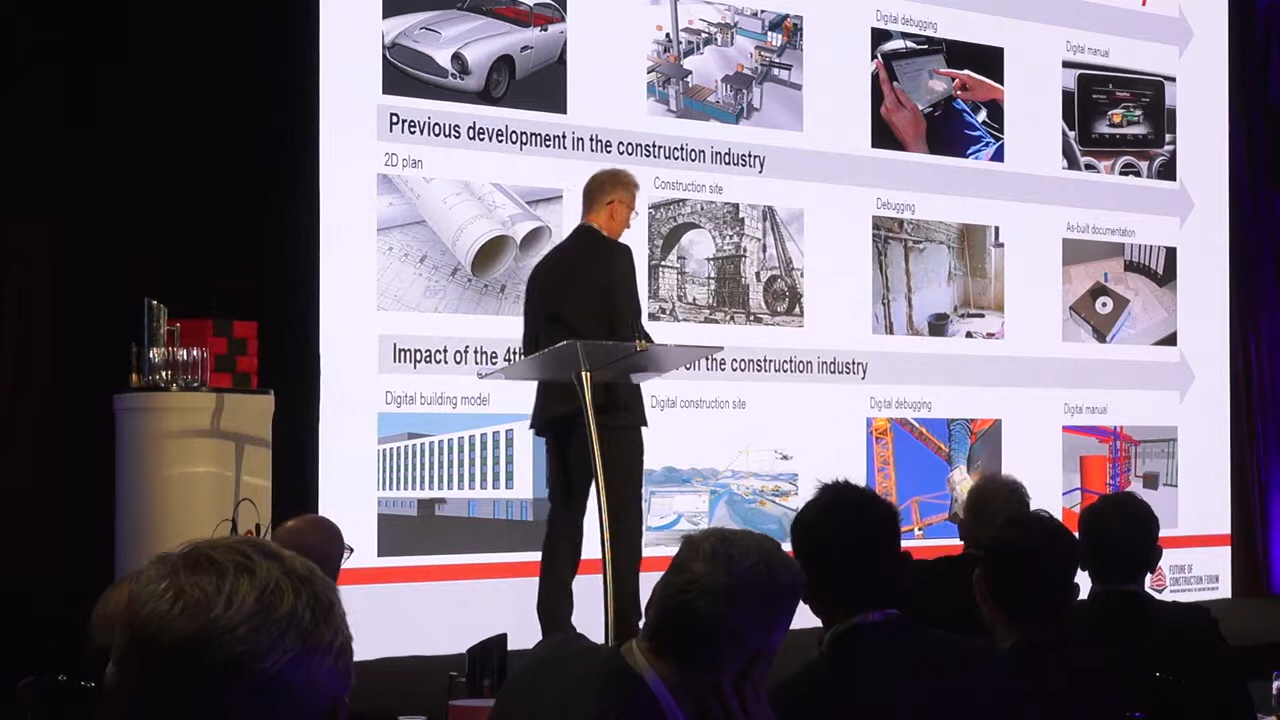 Digital debugging
Digital manual
Previous development in the construction industry
2D plan
Construction site
Debugging
As-built documentation
Impact of the 4th
on the construction industry
Digital building model
Digital construction site
Digital debugging
Digital manual
FUTURE OF
CONSTRUCTION FORUM